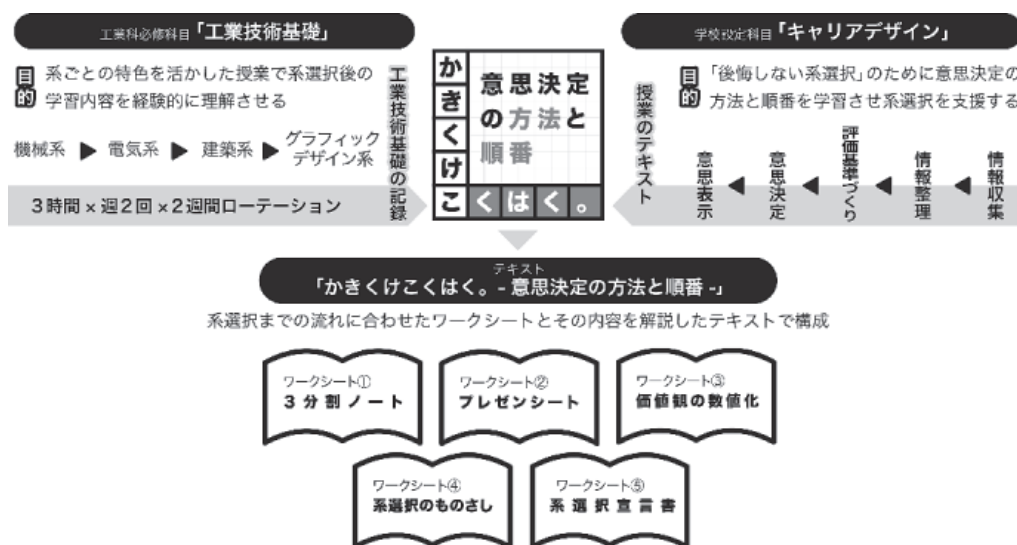 工業科必修科目「工業技術基礎」
目的
系ごとの特色を活かした授業で系選択後の
学習内容を経験的に理解させる
機械系 ▶ 電気系 ▶ 建築系 ▶ グラフィック
デザイン系
3時間×週2回×2週間ローテーション
工業技術基礎の記録
かきくけこくはく。
意思決定
の方法と
順番
学校設定科目「キャリアデザイン」
目的
「後悔しない系選択」のために意思決定の
方法と順番を学習させ系選択を支援する
授業のテキスト
情報収集
情報整理
評価基準づくり
意思決定
意思表示
テキスト
「かきくけこくはく。-意思決定の方法と順番-」
系選択までの流れに合わせたワークシートとその内容を解説したテキストで構成
ワークシート①
3分割ノート
ワークシート②
プレゼンシート
ワークシート③
価値観の数値化
ワークシート④
系選択のものさし
ワークシート⑤
系選択宣言書